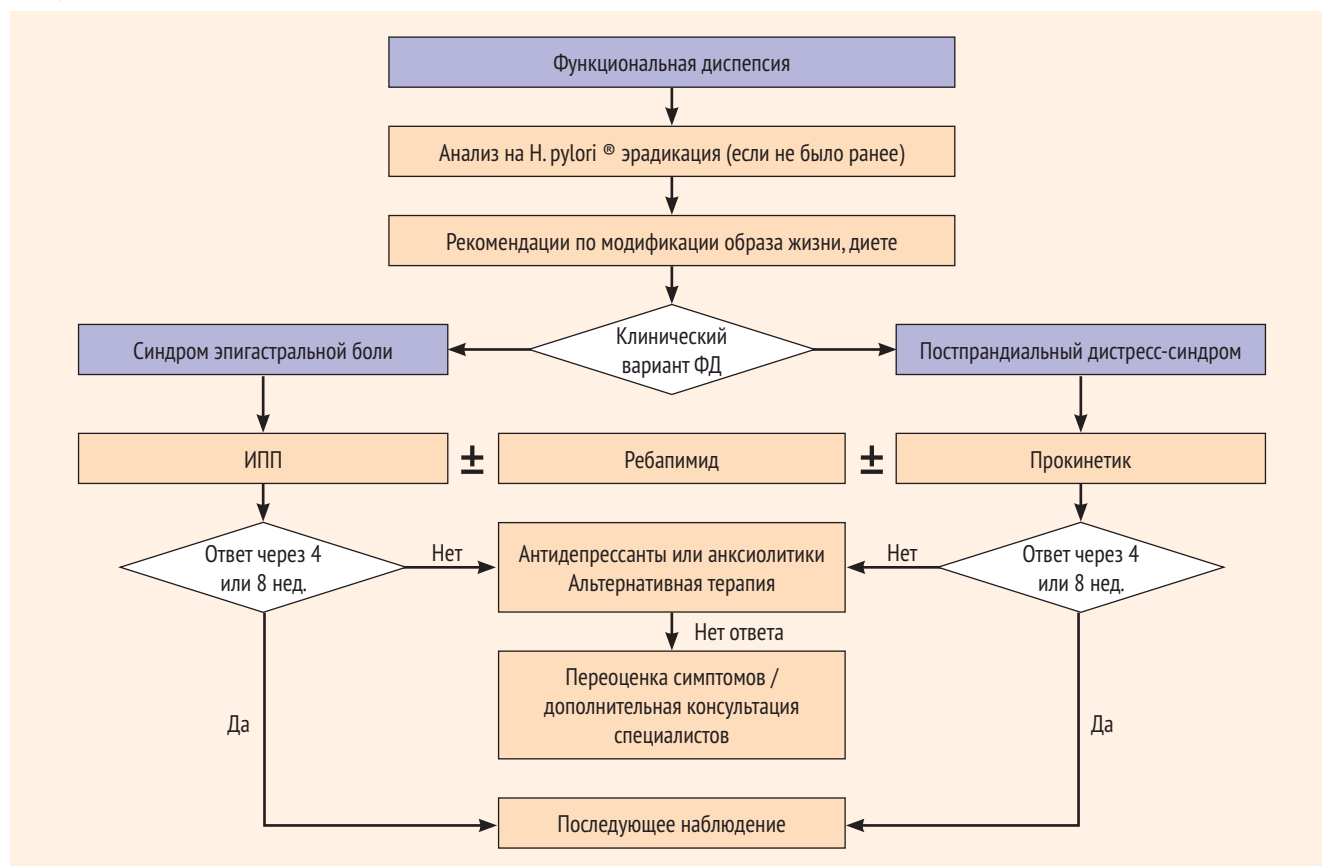 Функциональная диспепсия
Анализ на H. pylori ® эрадикация (если не было ранее)
Рекомендации по модификации образа жизни, диете
Клинический
вариант ФД
Синдром эпигастральной боли
Постпрандиальный дистресс-синдром
ИПП
±
Ребапимид
±
Прокинетик
Ответ через 4
или 8 нед.
Нет
Антидепрессанты или анксиолитики
Альтернативная терапия
Нет
Ответ через 4
или 8 нед.
Нет ответа
Переоценка симптомов /
дополнительная консультация
специалистов
Да
Да
Последующее наблюдение